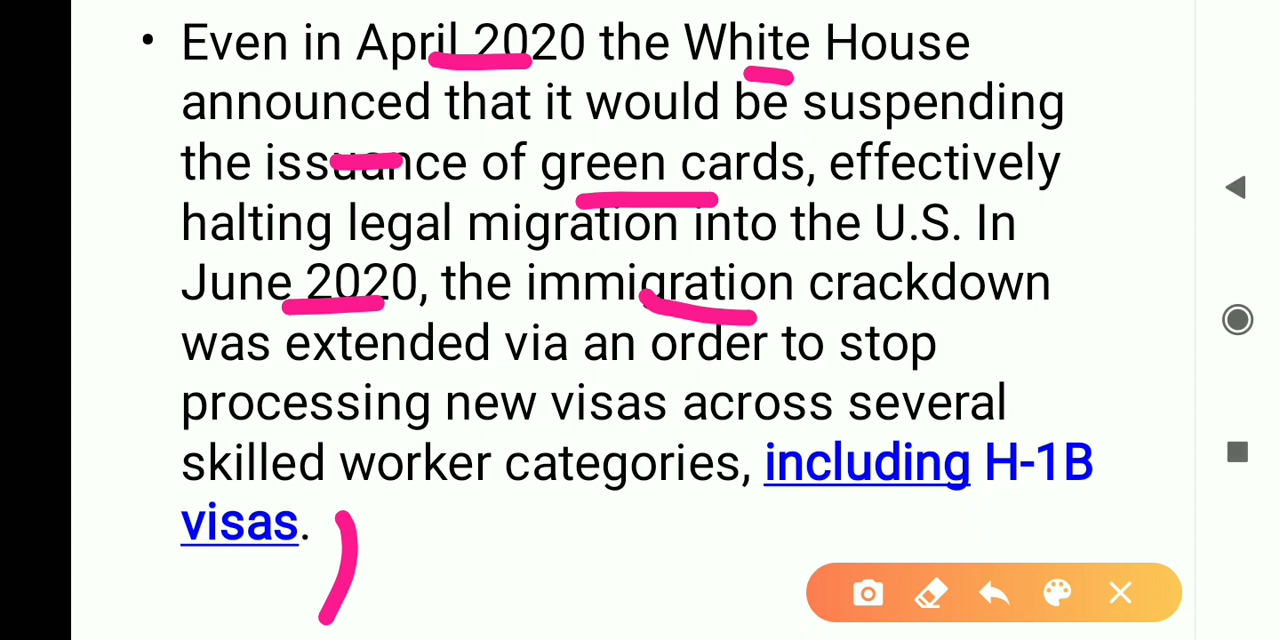 • Even in April 2020 the White House
announced that it would be suspending
the issuance of green cards, effectively
halting legal migration into the U.S. In
June 2020, the immigration crackdown
was extended via an order to stop
processing new visas across several
skilled worker categories, including H-1B
visas.